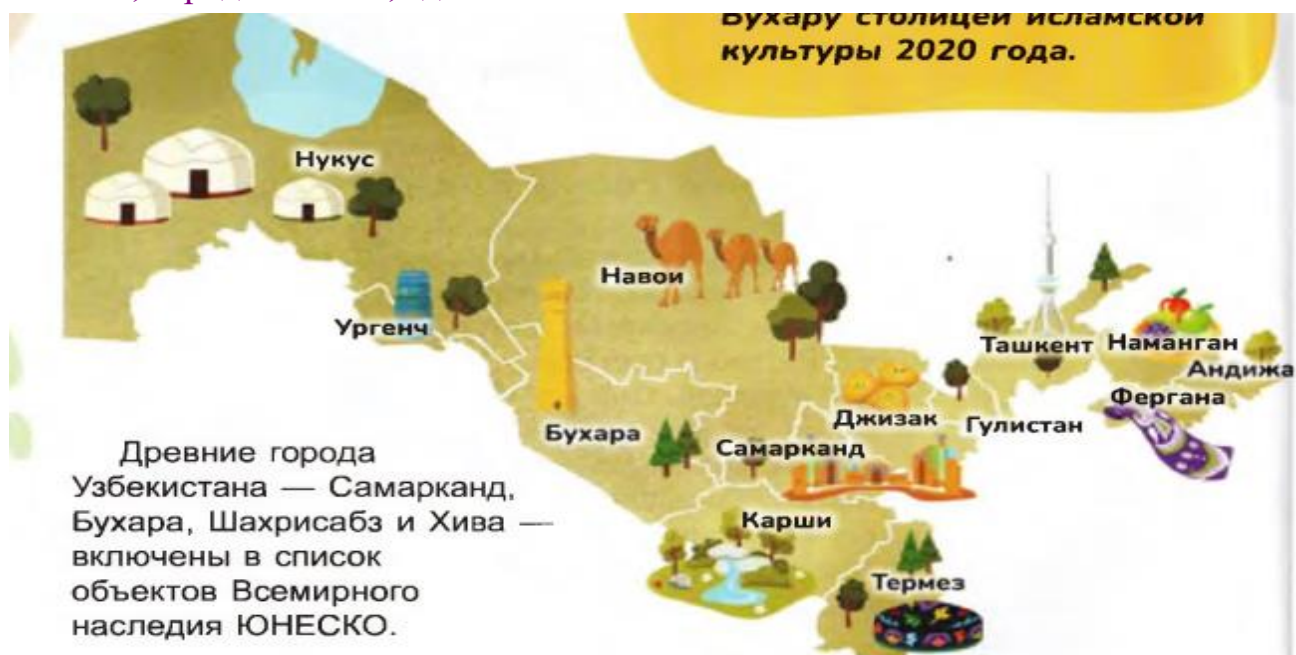 Бухару столицей исламской
культуры 2020 года.
Нукус
Навои
Ургенч
Ташкент
Наманган
Андижа
Фергана
Джизак
Гулистан
Бухара
Самарканд
Карши
Термез
Древние города
Узбекистана — Самарканд,
Бухара, Шахрисабз и Хива —
включены в список
объектов Всемирного
наследия ЮНЕСКО.